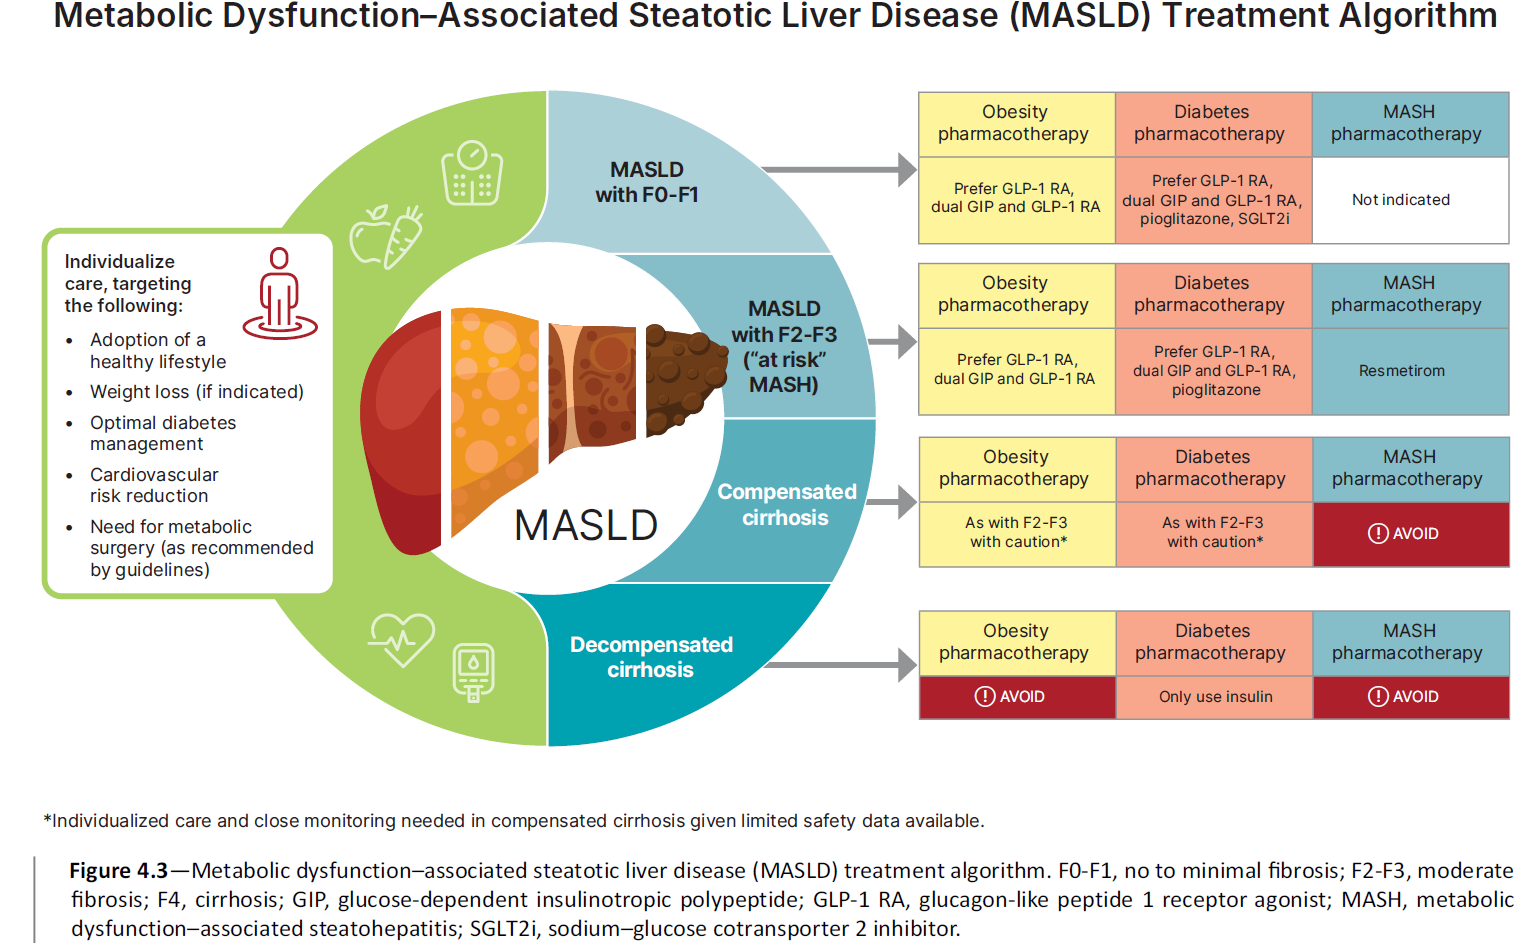 Metabolic Dysfunction–Associated Steatotic Liver Disease (MASLD) Treatment Algorithm
Individualize
care, targeting
the following:
• Adoption of a
healthy lifestyle
• Weight loss (if indicated)
• Optimal diabetes
management
• Cardiovascular
risk reduction
• Need for metabolic
surgery (as recommended
by guidelines)
MASLD
MASLD
with F0-F1
Obesity
pharmacotherapy
Diabetes
pharmacotherapy
MASH
pharmacotherapy
Prefer GLP-1 RA,
dual GIP and GLP-1 RA
Prefer GLP-1 RA,
dual GIP and GLP-1 RA,
pioglitazone, SGLT2i
Not indicated
MASLD
with F2-F3
(“at risk”
MASH)
Obesity
pharmacotherapy
Diabetes
pharmacotherapy
MASH
pharmacotherapy
Prefer GLP-1 RA,
dual GIP and GLP-1 RA
Prefer GLP-1 RA,
dual GIP and GLP-1 RA,
pioglitazone
Resmetirom
Compensated
cirrhosis
Obesity
pharmacotherapy
Diabetes
pharmacotherapy
MASH
pharmacotherapy
As with F2-F3
with caution*
As with F2-F3
with caution*
! AVOID
Decompensated
cirrhosis
Obesity
pharmacotherapy
Diabetes
pharmacotherapy
MASH
pharmacotherapy
! AVOID
Only use insulin
! AVOID
*Individualized care and close monitoring needed in compensated cirrhosis given limited safety data available.
Figure 4.3—Metabolic dysfunction–associated steatotic liver disease (MASLD) treatment algorithm. F0-F1, no to minimal fibrosis; F2-F3, moderate
fibrosis; F4, cirrhosis; GIP, glucose-dependent insulinotropic polypeptide; GLP-1 RA, glucagon-like peptide 1 receptor agonist; MASH, metabolic
dysfunction–associated steatohepatitis; SGLT2i, sodium–glucose cotransporter 2 inhibitor.